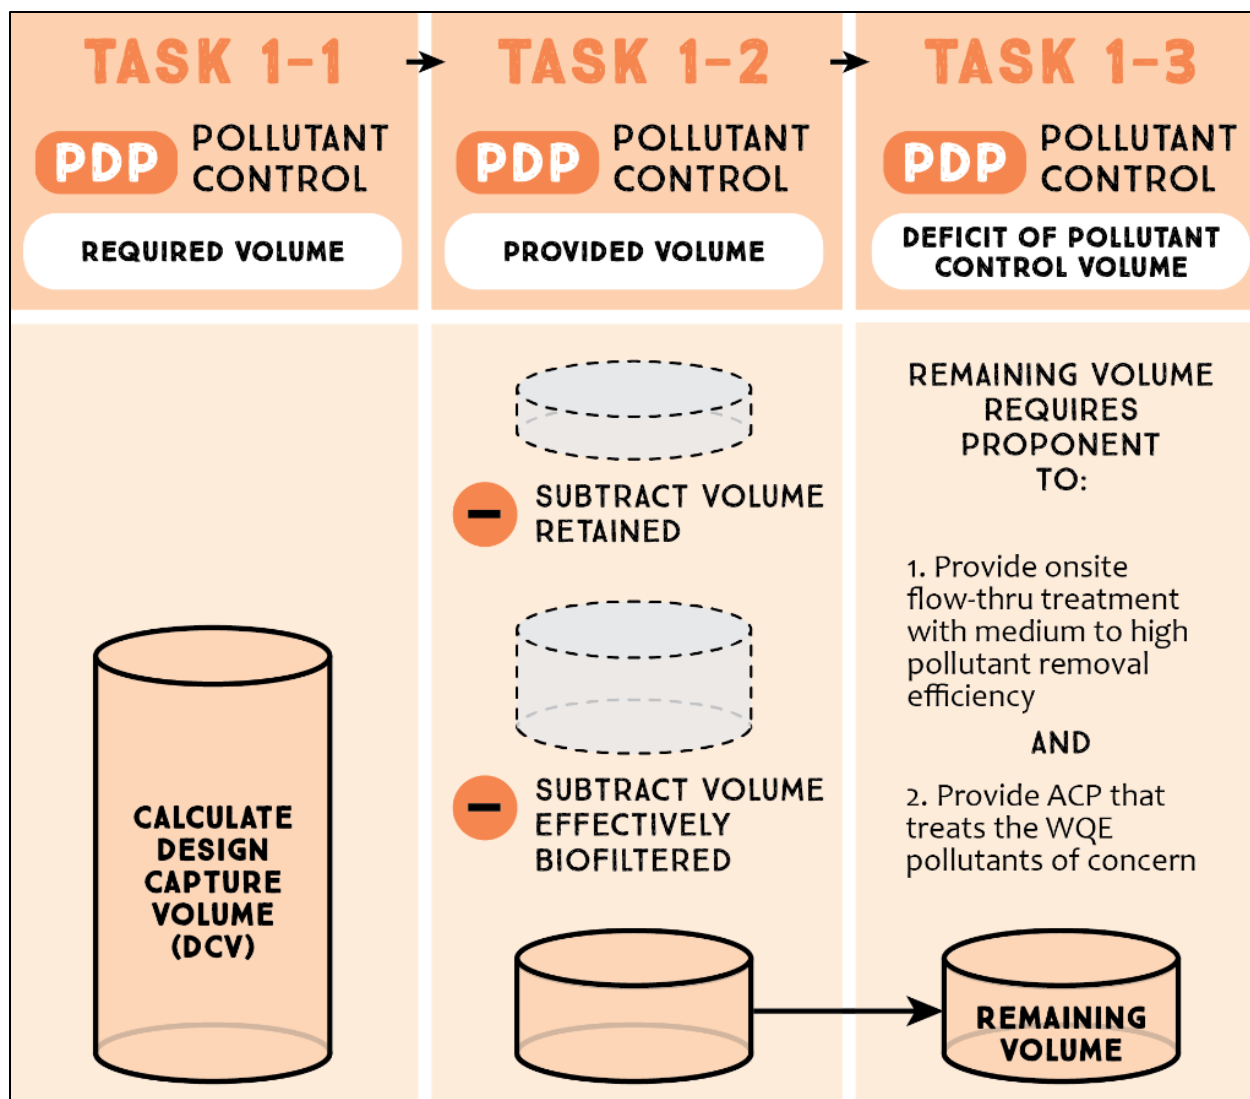 TASK 1-1
PDP
POLLUTANT
CONTROL
REQUIRED VOLUME
CALCULATE
DESIGN
CAPTURE
VOLUME
(DCV)
TASK 1-2
PDP
POLLUTANT
CONTROL
PROVIDED VOLUME
SUBTRACT VOLUME
RETAINED
SUBTRACT VOLUME
EFFECTIVELY
BIOFILTERED
TASK 1-3
PDP
POLLUTANT
CONTROL
DEFICIT OF POLLUTANT
CONTROL VOLUME
REMAINING VOLUME
REQUIRES
PROPONENT
TO:
1. Provide onsite
flow-thru treatment
with medium to high
pollutant removal
efficiency
AND
2. Provide ACP that
treats the WQE
pollutants of concern
REMAINING
VOLUME